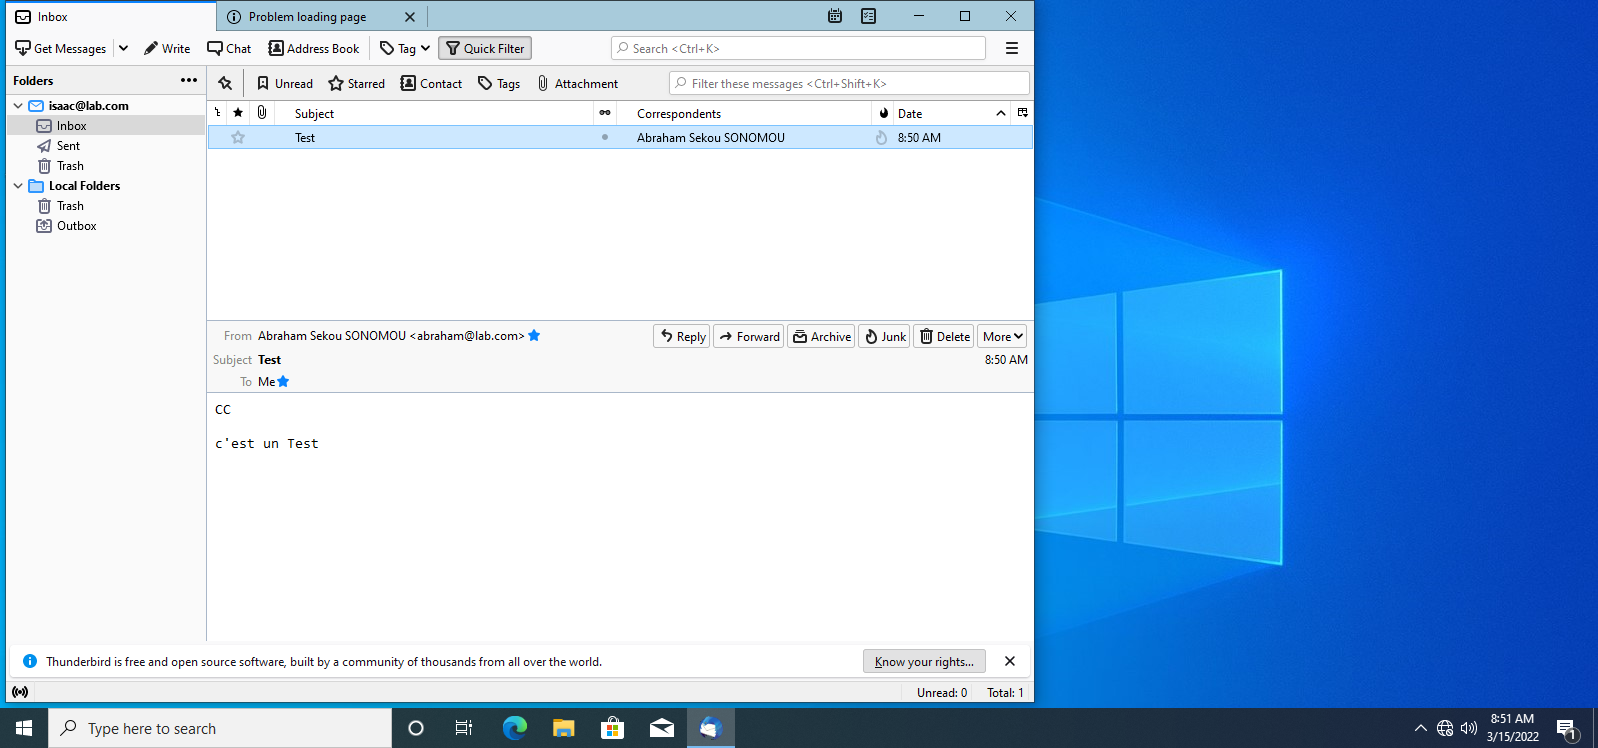 Inbox
Problem loading page
Get Messages
Write
Chat
Address Book
Tag
Quick Filter
Search <Ctrl+K>
Folders
Unread
Starred
Contact
Tags
Attachment
Filter these messages <Ctrl+Shift+K>
isaac@lab.com
Inbox
Sent
Trash
Local Folders
Trash
Outbox
Subject
Correspondents
Date
Test
Abraham Sekou SONOMOU
8:50 AM
From Abraham Sekou SONOMOU <abraham@lab.com>
Reply
Forward
Archive
Junk
Delete
More
Subject Test
8:50 AM
To Me
CC
c'est un Test
Thunderbird is free and open source software, built by a community of thousands from all over the world.
Know your rights...
Unread: 0
Total: 1
Type here to search
8:51 AM
3/15/2022
1